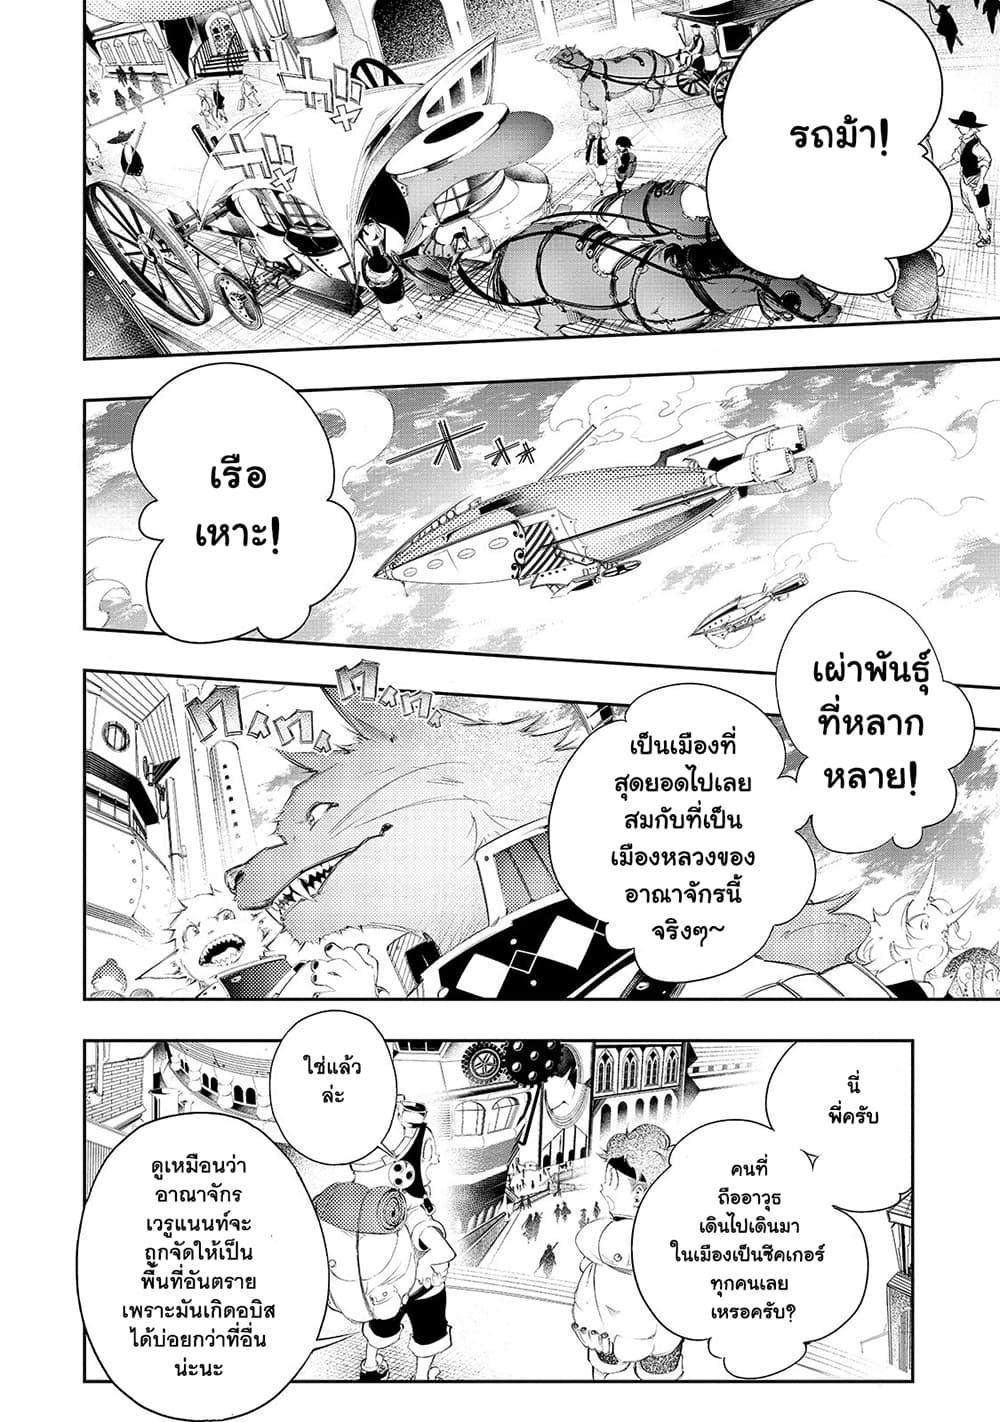 รถม้า!
เรือ
เหาะ!
เผ่าพันธุ์
ที่หลาก
หลาย!
เป็นเมืองที่
สุดยอดไปเลย
สมกับที่เป็น
เมืองหลวงของ
อาณาจักรนี้
จริงๆ~
นี่
พี่ครับ
คนที่
ถืออาวุธ
เดินไปเดินมา
ในเมืองเป็นซีคเกอร์
ทุกคนเลย
เหรอครับ?
ใช่แล้ว
ล่ะ
ดูเหมือนว่า
อาณาจักร
เวรูแนนท์จะ
ถูกจัดให้เป็น
พื้นที่อันตราย
เพราะมันเกิดอบิส
ได้บ่อยกว่าที่อื่น
น่ะนะ